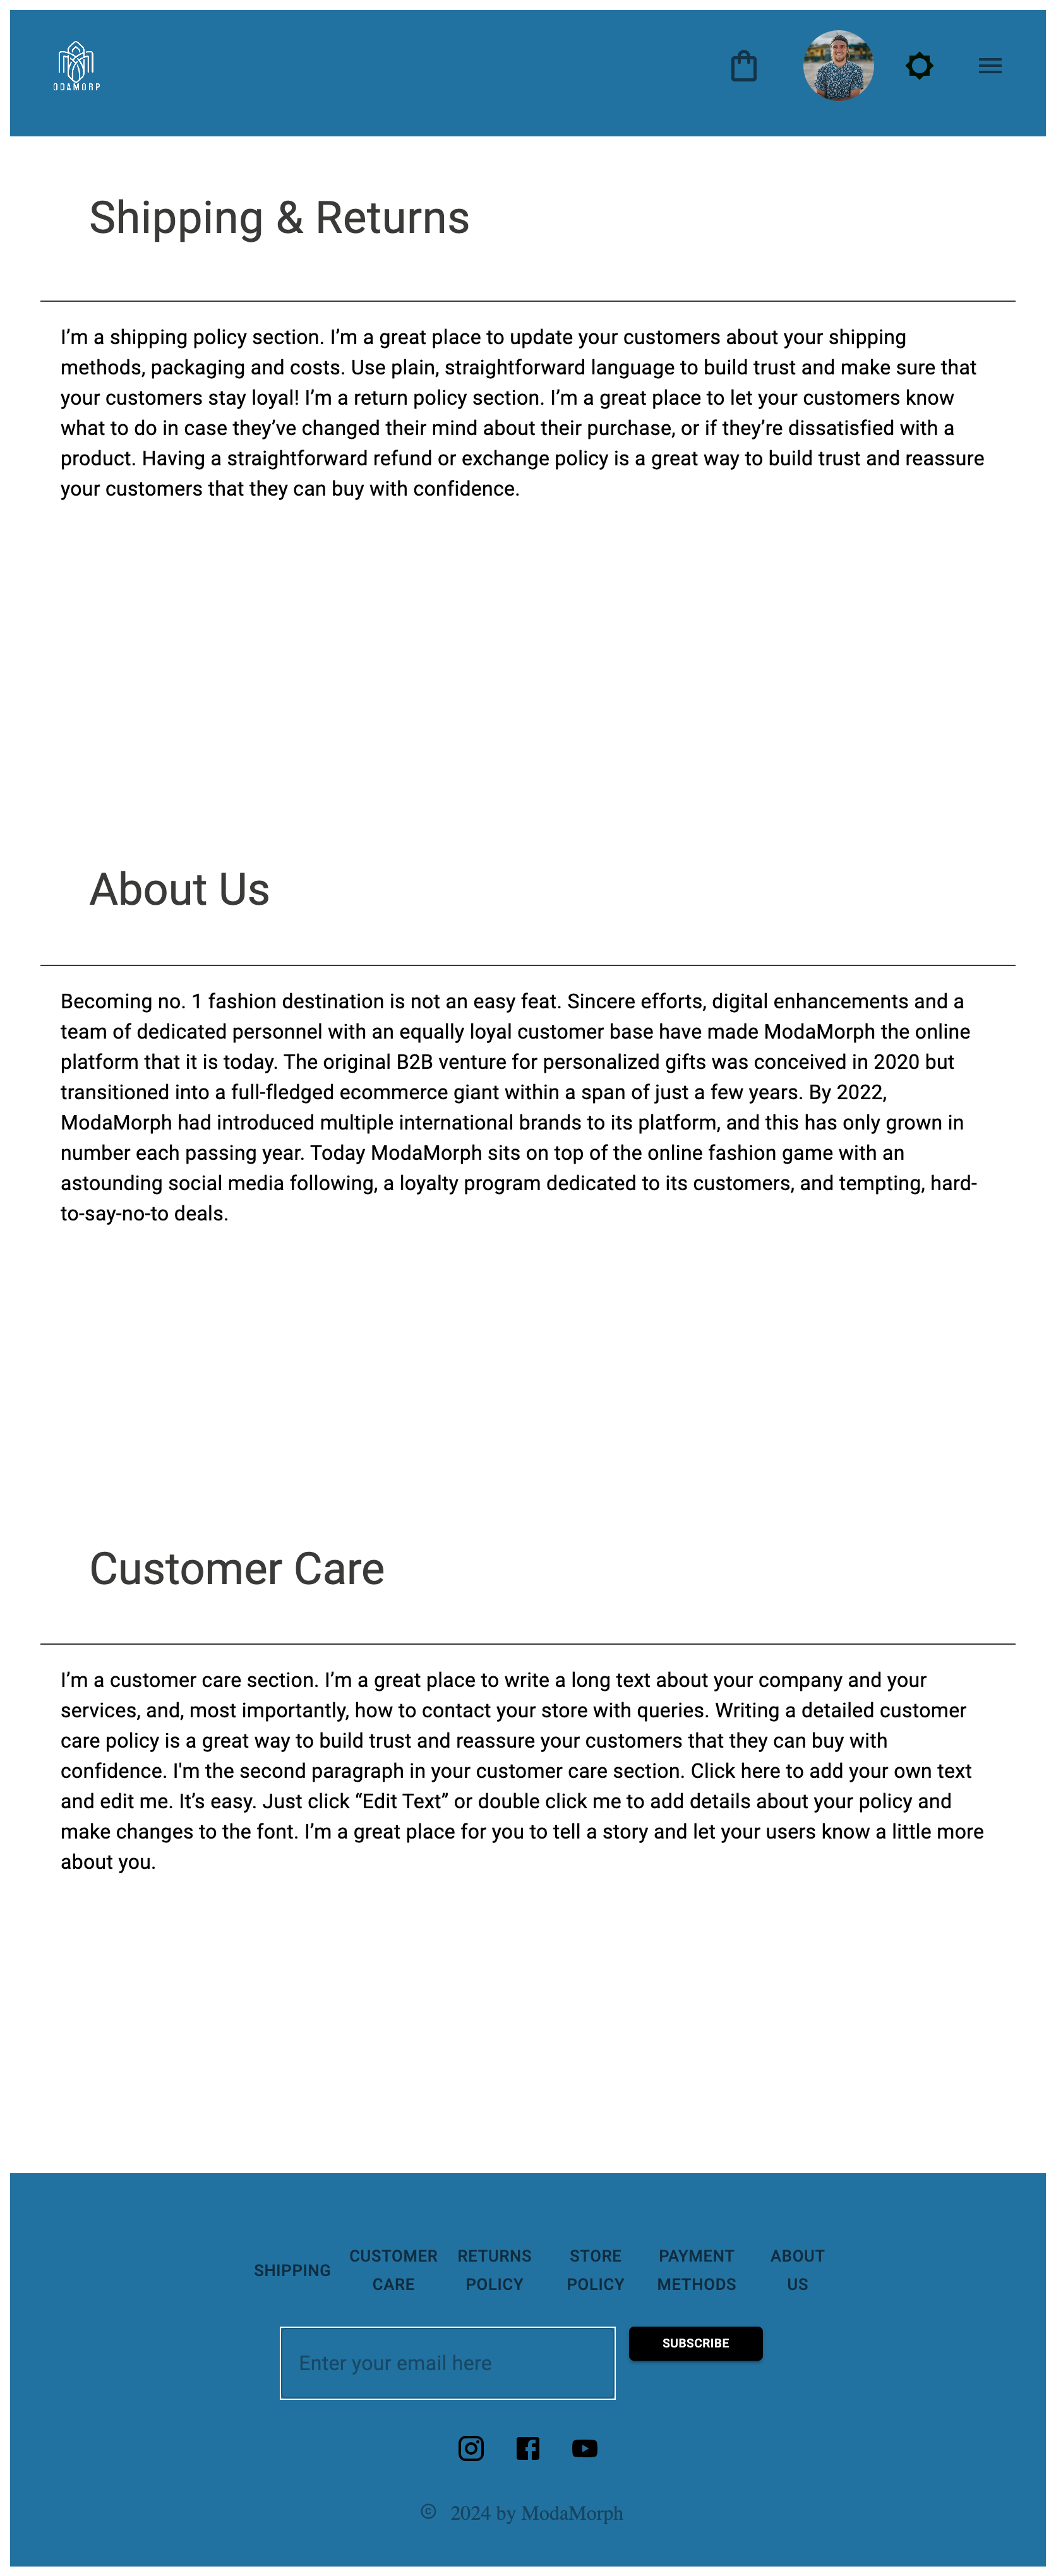 ODAMORP
Shipping & Returns
I’m a shipping policy section. I’m a great place to update your customers about your shipping
methods, packaging and costs. Use plain, straightforward language to build trust and make sure that
your customers stay loyal! I’m a return policy section. I’m a great place to let your customers know
what to do in case they’ve changed their mind about their purchase, or if they’re dissatisfied with a
product. Having a straightforward refund or exchange policy is a great way to build trust and reassure
your customers that they can buy with confidence.
About Us
Becoming no. 1 fashion destination is not an easy feat. Sincere efforts, digital enhancements and a
team of dedicated personnel with an equally loyal customer base have made ModaMorph the online
platform that it is today. The original B2B venture for personalized gifts was conceived in 2020 but
transitioned into a full-fledged ecommerce giant within a span of just a few years. By 2022,
ModaMorph had introduced multiple international brands to its platform, and this has only grown in
number each passing year. Today ModaMorph sits on top of the online fashion game with an
astounding social media following, a loyalty program dedicated to its customers, and tempting, hard-
to-say-no-to deals.
Customer Care
I’m a customer care section. I’m a great place to write a long text about your company and your
services, and, most importantly, how to contact your store with queries. Writing a detailed customer
care policy is a great way to build trust and reassure your customers that they can buy with
confidence. I'm the second paragraph in your customer care section. Click here to add your own text
and edit me. It’s easy. Just click “Edit Text” or double click me to add details about your policy and
make changes to the font. I’m a great place for you to tell a story and let your users know a little more
about you.
SHIPPING
CUSTOMER
CARE
RETURNS
POLICY
STORE
POLICY
PAYMENT
METHODS
ABOUT
US
Enter your email here
SUBSCRIBE
© 2024 by ModaMorph